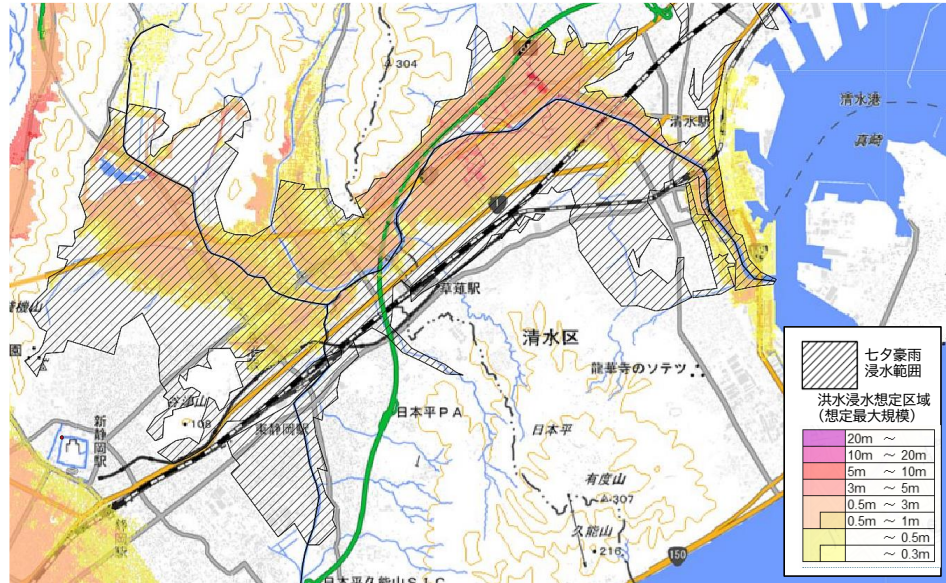 304
清水港
真崎
清水駅
1
草薙駅
清水区
龍華寺のソテツ
谷津山
108
新静岡駅
東静岡駅
日本平PA
日本平
有度山
307
久能山
216
静岡駅
150
日本平久能山SIC
園
七夕豪雨
浸水範囲
洪水浸水想定区域
(想定最大規模)
20m ～
10m ～ 20m
5m ～ 10m
3m ～ 5m
0.5m ～ 3m
0.5m ～ 1m
～ 0.5m
～ 0.3m